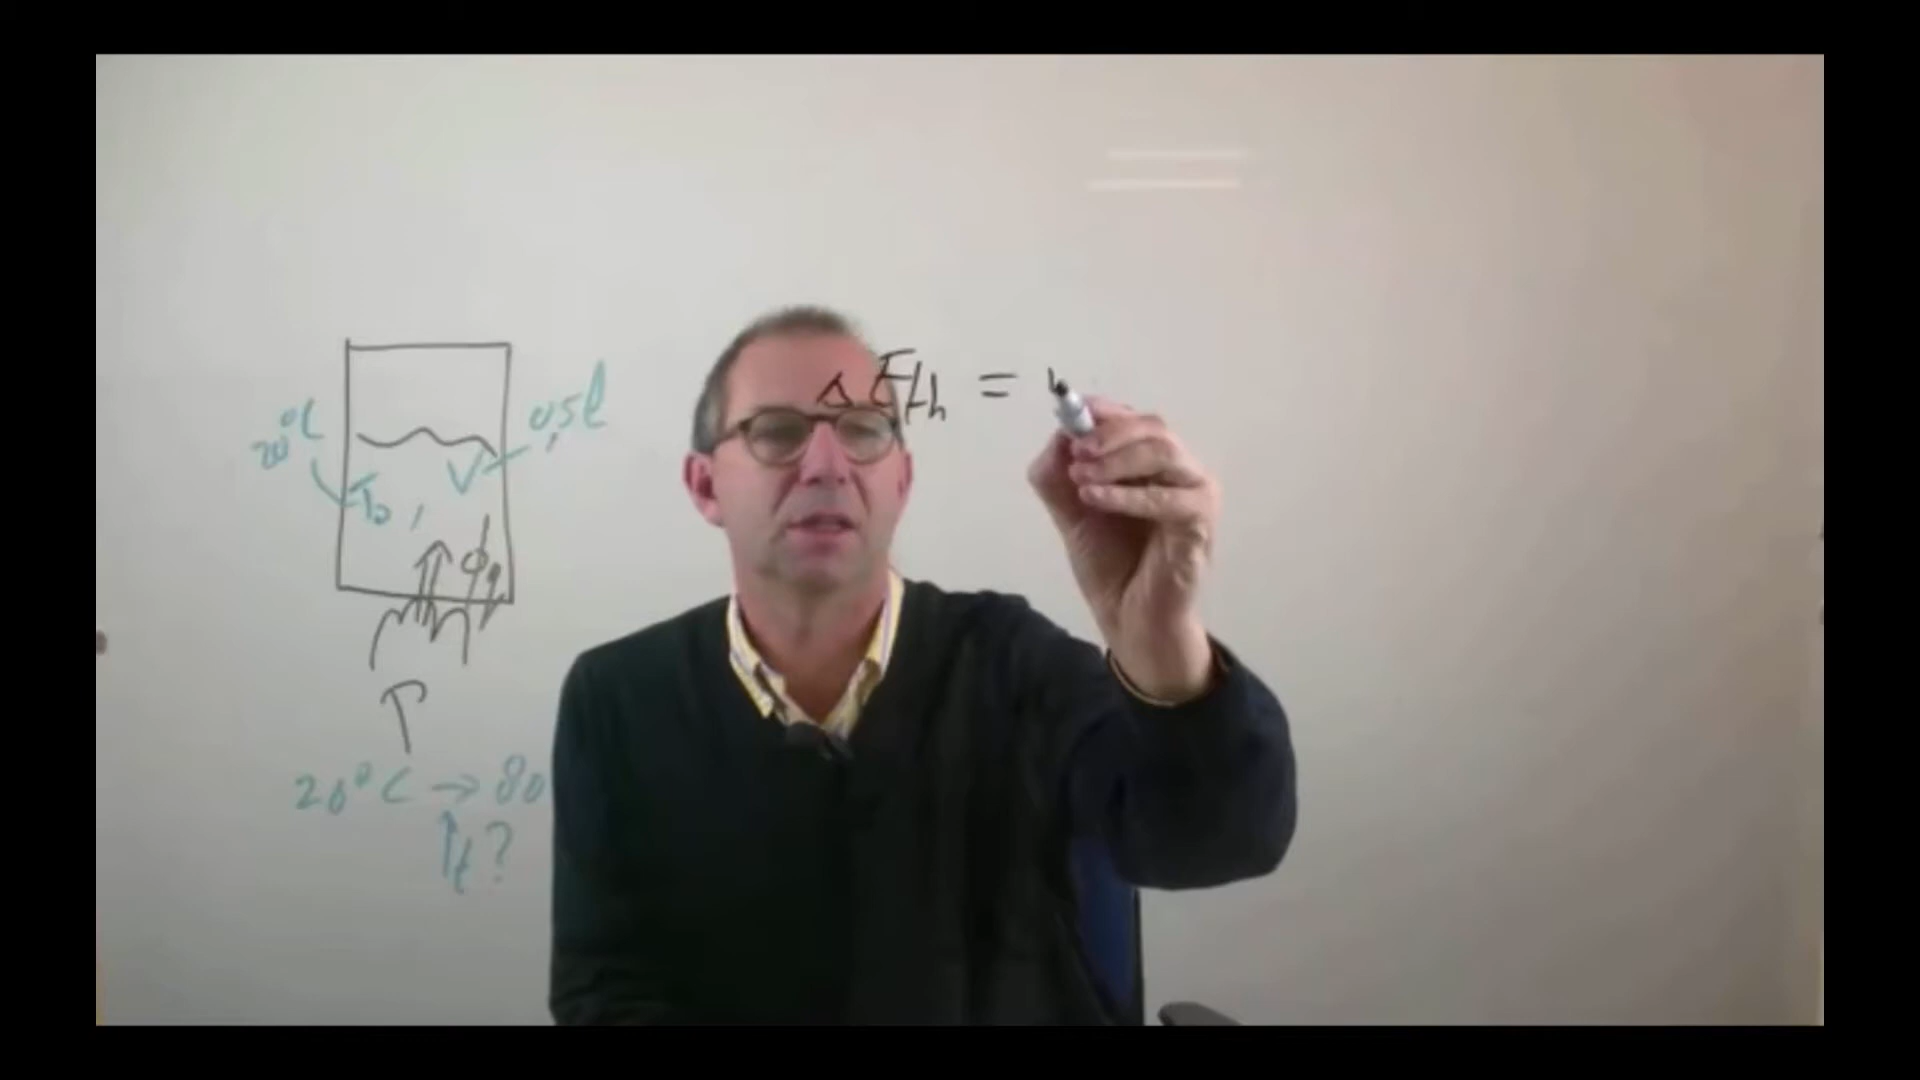 ΔEth =
20°C
0,5l
T0,
V
ϕq
20°C → 80
t?